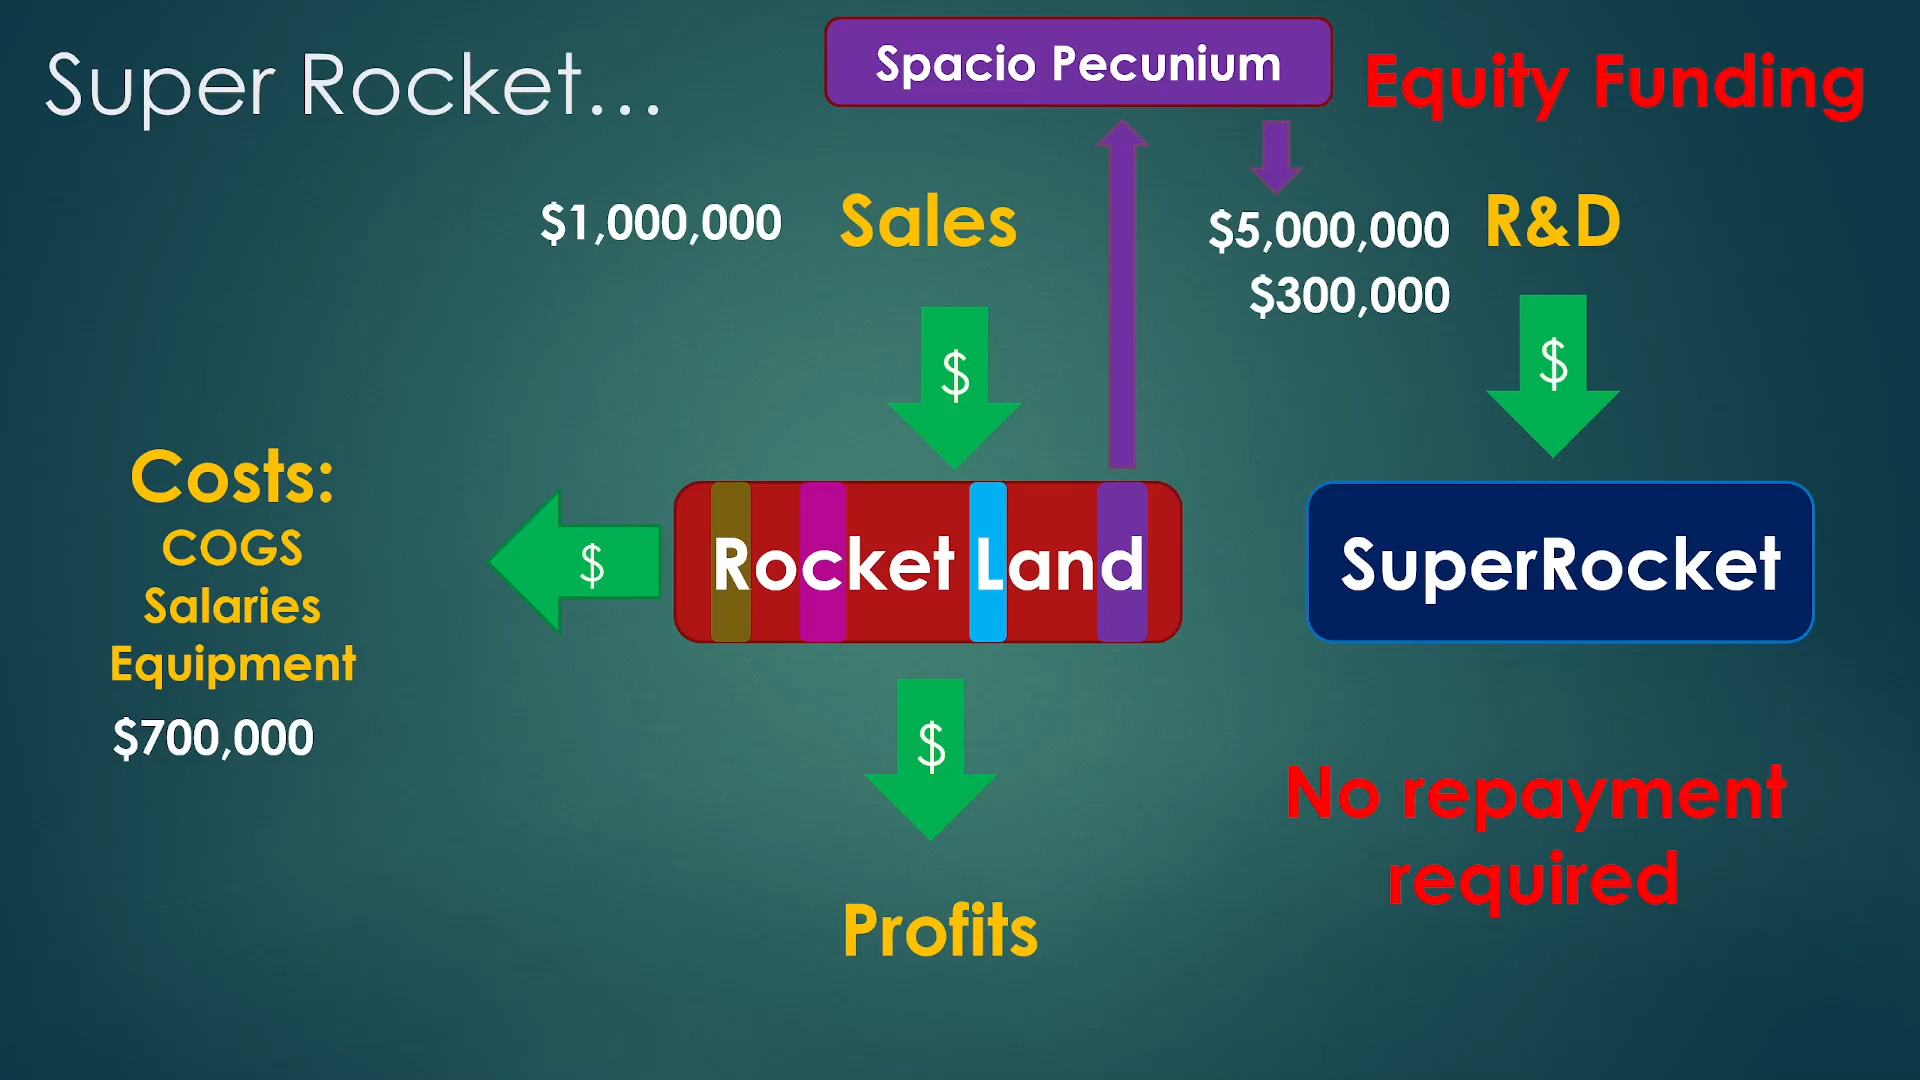 Super Rocket...
Spacio Pecunium
Equity Funding
$1,000,000
Sales
$5,000,000
R&D
$300,000
$
$
Costs:
COGS
Salaries
Equipment
$700,000
$
Rocket Land
SuperRocket
$
Profits
No repayment
required